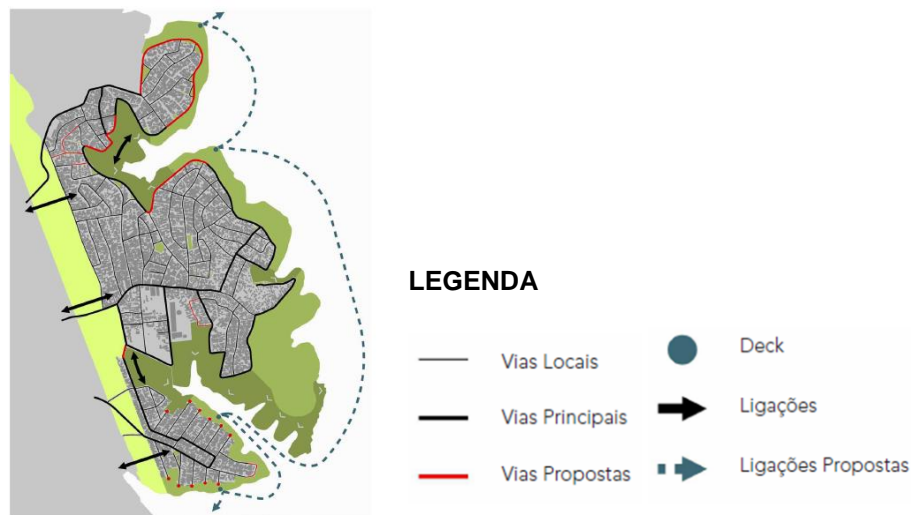 LEGENDA
Vias Locais
Vias Principais
Vias Propostas
Deck
Ligações
Ligações Propostas